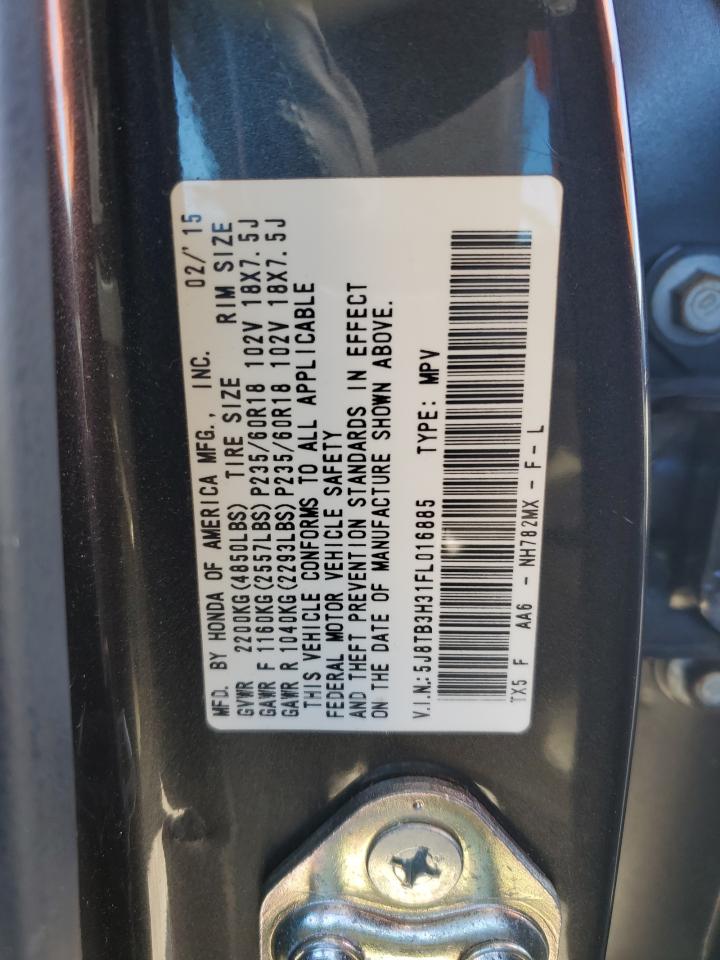 MFD. BY HONDA OF AMERICA MFG., INC. 02/'15
GVWR 2200KG(4850LBS) TIRE SIZE RIM SIZE
GAWR F 1160KG(2557LBS)P235/60R18 102V 18X7.5J
GAWR R 1040KG(2293LBS)P235/60R18 102V 18X7.5J
THIS VEHICLE CONFORMS TO ALL APPLICABLE
FEDERAL MOTOR VEHICLE SAFETY
AND THEFT PREVENTION STANDARDS IN EFFECT
ON THE DATE OF MANUFACTURE SHOWN ABOVE.
V.I.N.: 5J8TB3H31FL016885 TYPE: MPV
TX5 F AA6 - NH782MX - F - L